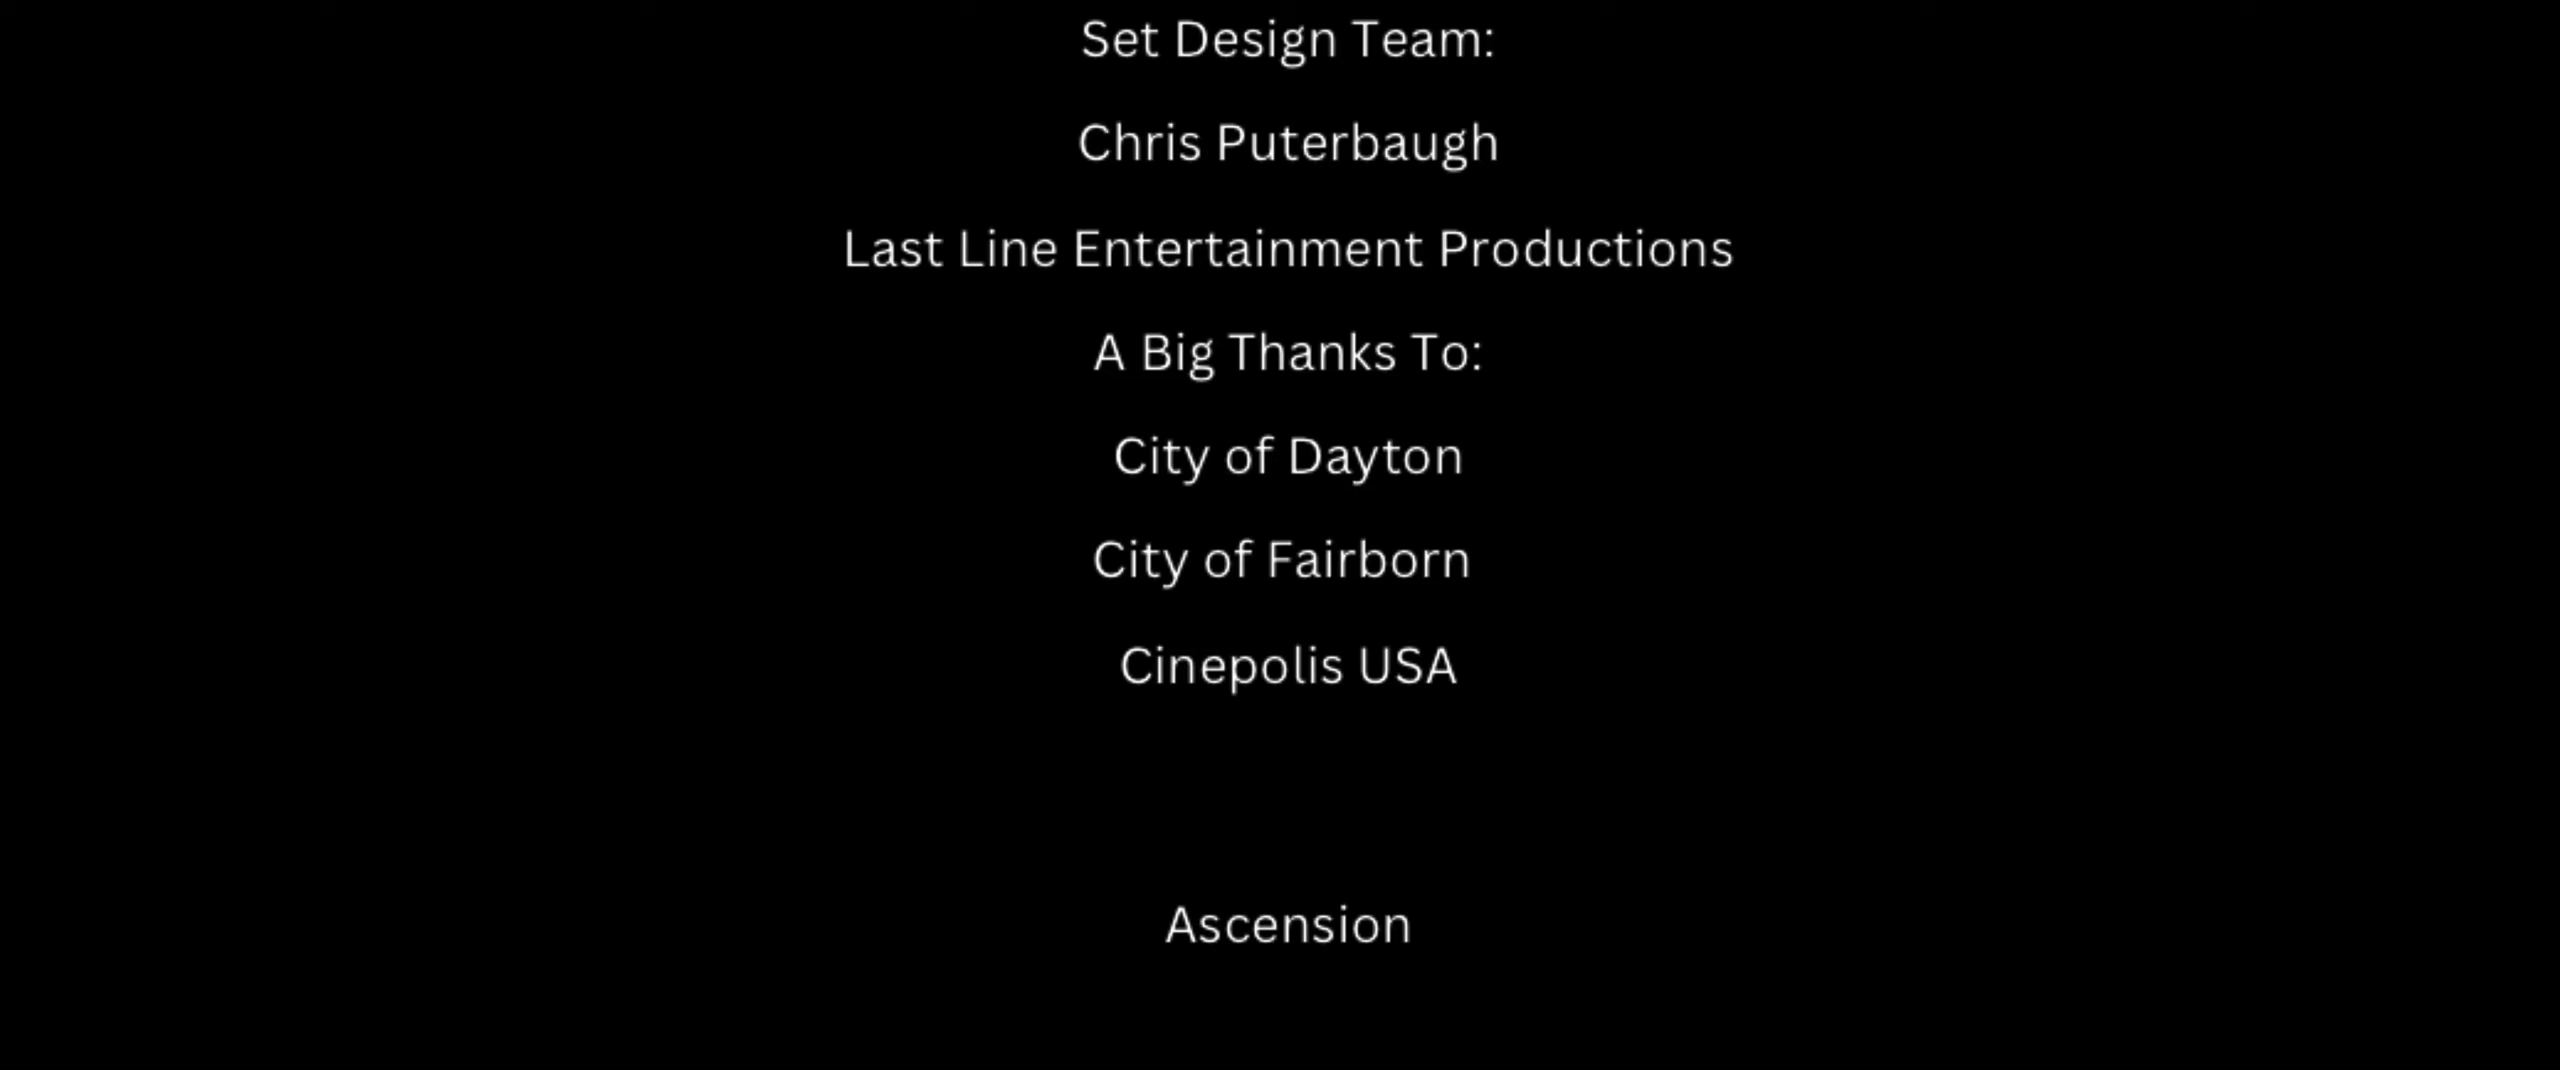 Set Design Team:
Chris Puterbaugh
Last Line Entertainment Productions
A Big Thanks To:
City of Dayton
City of Fairborn
Cinepolis USA
Ascension